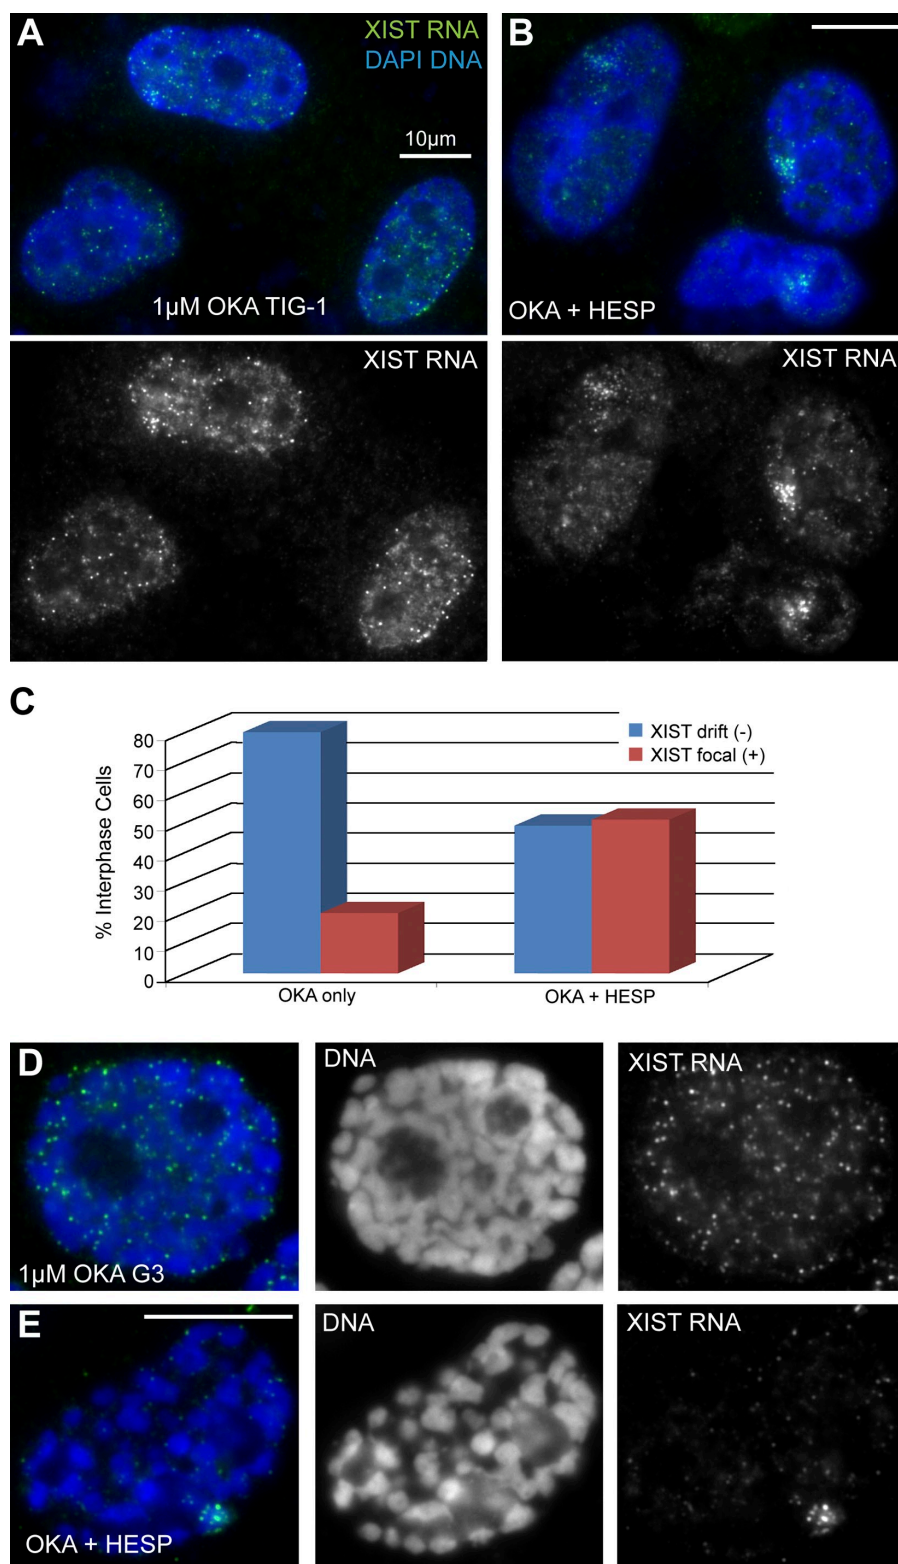 A
XIST RNA
DAPI DNA
10µm
1µM OKA TIG-1
B
OKA + HESP
XIST RNA
XIST RNA
C
% Interphase Cells
80
70
60
50
40
30
20
10
0
XIST drift (-)
XIST focal (+)
OKA only
OKA + HESP
D
1µM OKA G3
DNA
XIST RNA
E
OKA + HESP
DNA
XIST RNA